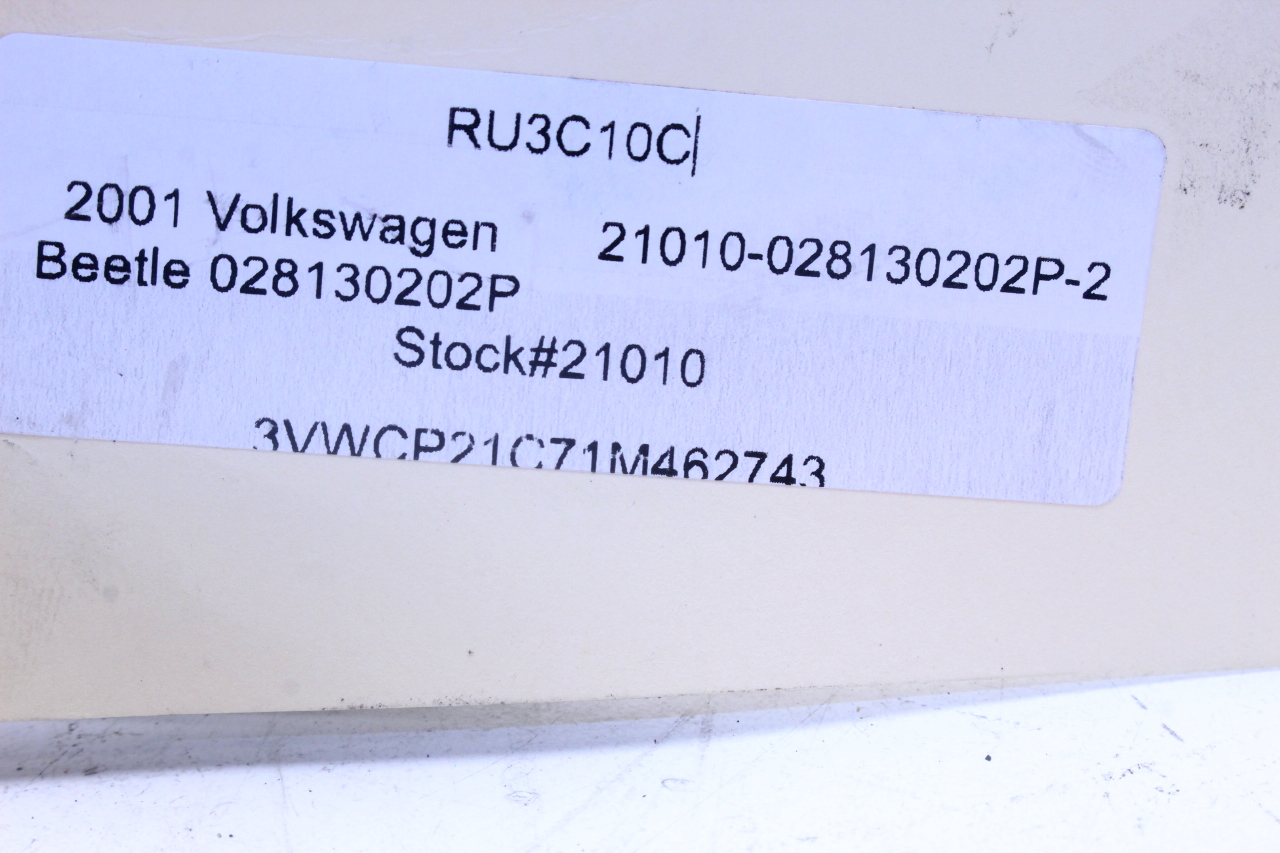 RU3C10C|
2001 Volkswagen
Beetle 028130202P
21010-028130202P-2
Stock#21010
3VWCP21C71M462743